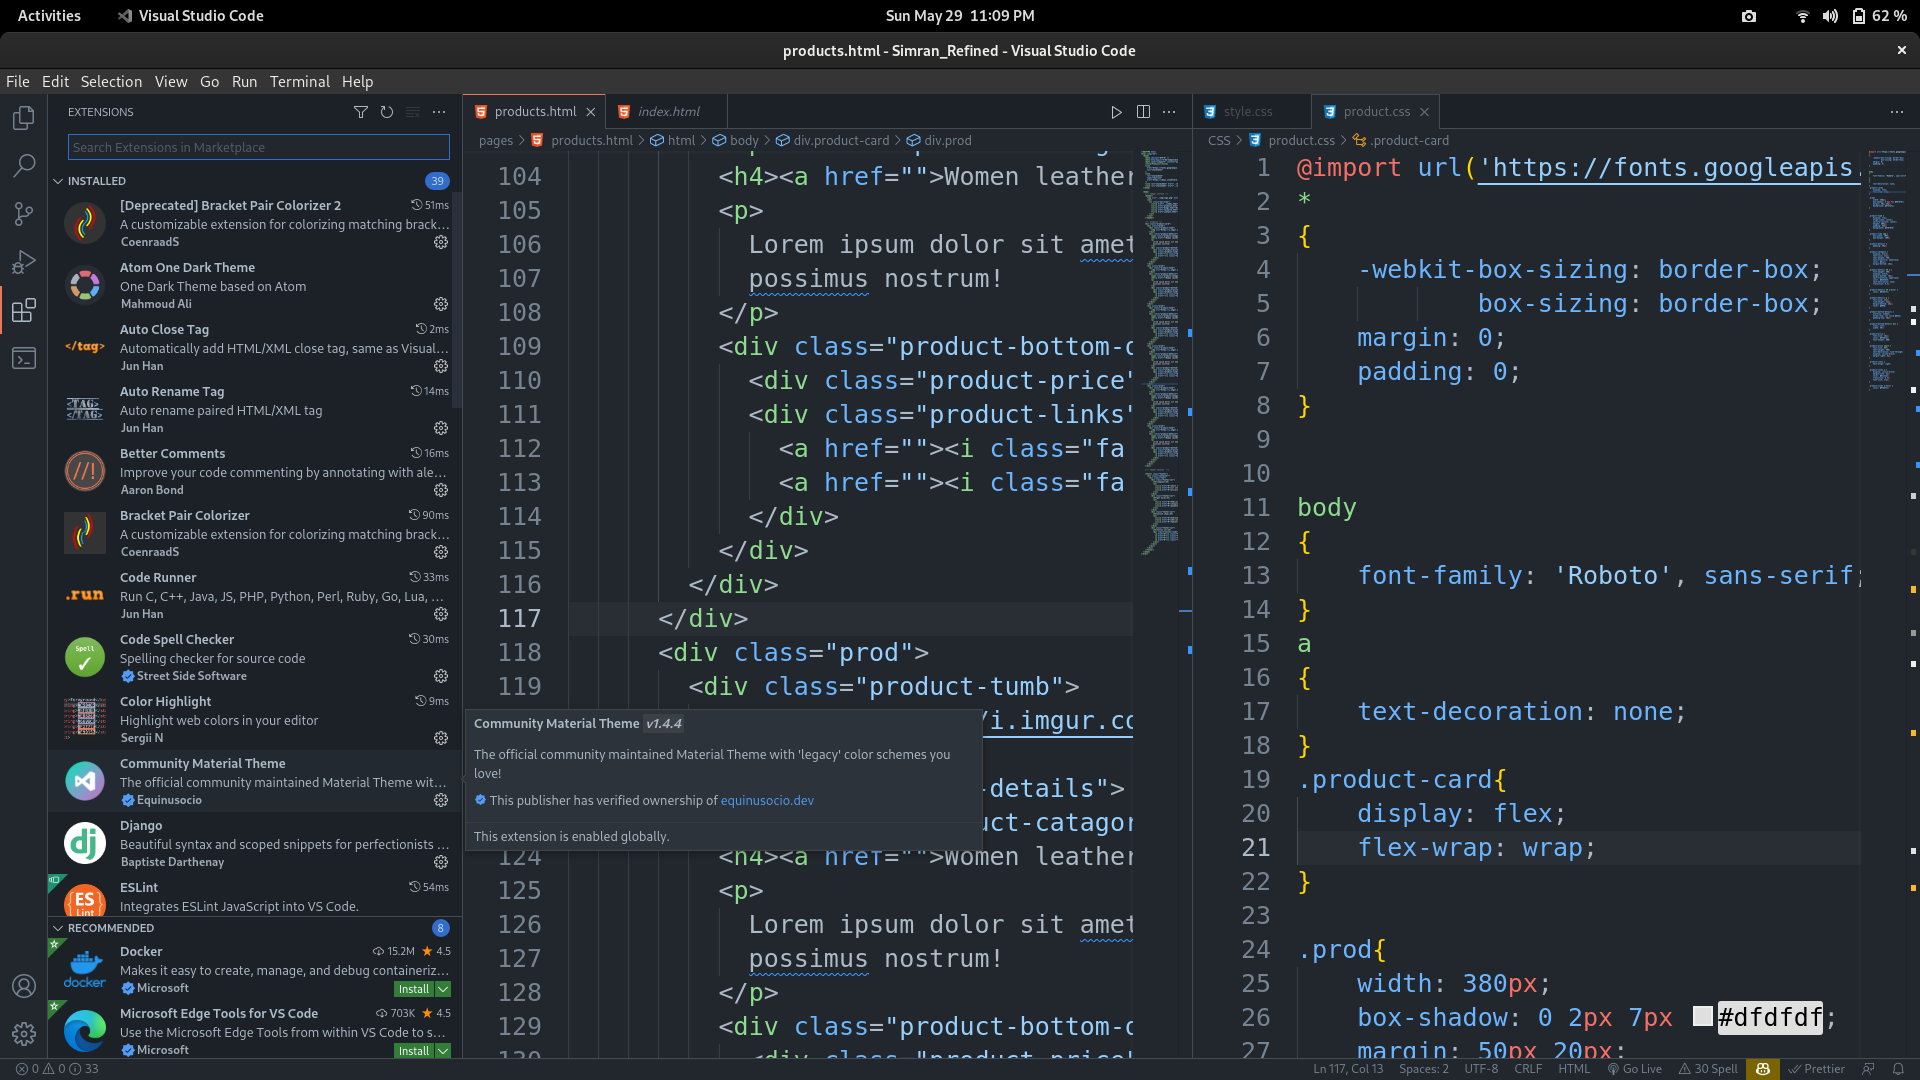 Activities
Visual Studio Code
Sun May 29 11:09 PM
62 %
products.html - Simran_Refined - Visual Studio Code
File Edit Selection View Go Run Terminal Help
EXTENSIONS
Search Extensions in Marketplace
INSTALLED 39
[Deprecated] Bracket Pair Colorizer 2 51ms
A customizable extension for colorizing matching brack...
CoenraadS
Atom One Dark Theme
One Dark Theme based on Atom
Mahmoud Ali
</tag>
Auto Close Tag 2ms
Automatically add HTML/XML close tag, same as Visual...
Jun Han
<TAG>
</TAG>
Auto Rename Tag 14ms
Auto rename paired HTML/XML tag
Jun Han
//!
Better Comments 16ms
Improve your code commenting by annotating with ale...
Aaron Bond
Bracket Pair Colorizer 90ms
A customizable extension for colorizing matching brack...
CoenraadS
.run
Code Runner 33ms
Run C, C++, Java, JS, PHP, Python, Perl, Ruby, Go, Lua, ...
Jun Han
Spell
Code Spell Checker 30ms
Spelling checker for source code
Street Side Software
Color Highlight 9ms
Highlight web colors in your editor
Sergii N
Community Material Theme
The official community maintained Material Theme wit...
Equinusocio
dj
Django
Beautiful syntax and scoped snippets for perfectionists ...
Baptiste Darthenay
ES
Lint
ESLint 54ms
Integrates ESLint JavaScript into VS Code.
RECOMMENDED 8
docker
Docker 15.2M 4.5
Makes it easy to create, manage, and debug containeriz...
Microsoft Install
Microsoft Edge Tools for VS Code 703K 4.5
Use the Microsoft Edge Tools from within VS Code to s...
Microsoft Install
products.html index.html
pages > products.html > html > body > div.product-card > div.prod
104 <h4><a href="">Women leather
105 <p>
106 Lorem ipsum dolor sit amet
107 possimus nostrum!
108 </p>
109 <div class="product-bottom-d
110 <div class="product-price"
111 <div class="product-links"
112 <a href=""><i class="fa
113 <a href=""><i class="fa
114 </div>
115 </div>
116 </div>
117 </div>
118 <div class="prod">
119 <div class="product-tumb">
/i.imgur.co
-details">
uct-catagor
124 <h4><a href="">Women leather
125 <p>
126 Lorem ipsum dolor sit amet
127 possimus nostrum!
128 </p>
129 <div class="product-bottom-d
130 <div class="product-price"
Community Material Theme v1.4.4
The official community maintained Material Theme with 'legacy' color schemes you
love!
This publisher has verified ownership of equinusocio.dev
This extension is enabled globally.
style.css product.css
CSS > product.css > .product-card
1 @import url('https://fonts.googleapis.
2 *
3 {
4 -webkit-box-sizing: border-box;
5 box-sizing: border-box;
6 margin: 0;
7 padding: 0;
8 }
9
10
11 body
12 {
13 font-family: 'Roboto', sans-serif;
14 }
15 a
16 {
17 text-decoration: none;
18 }
19 .product-card{
20 display: flex;
21 flex-wrap: wrap;
22 }
23
24 .prod{
25 width: 380px;
26 box-shadow: 0 2px 7px #dfdfdf;
27 margin: 50px 20px;
0 0 33
Ln 117, Col 13 Spaces: 2 UTF-8 CRLF HTML Go Live 30 Spell Prettier